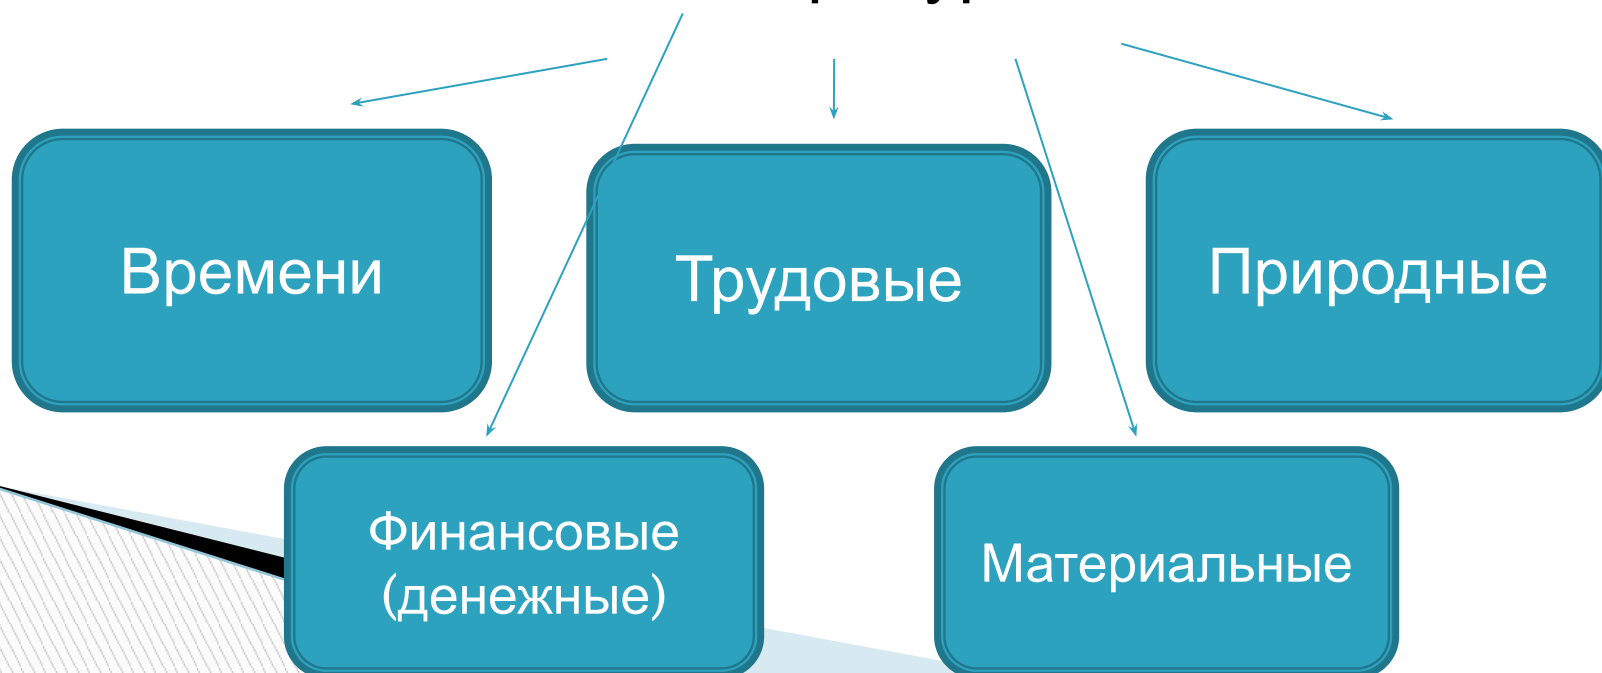 Времени
Трудовые
Природные
Финансовые
(денежные)
Материальные